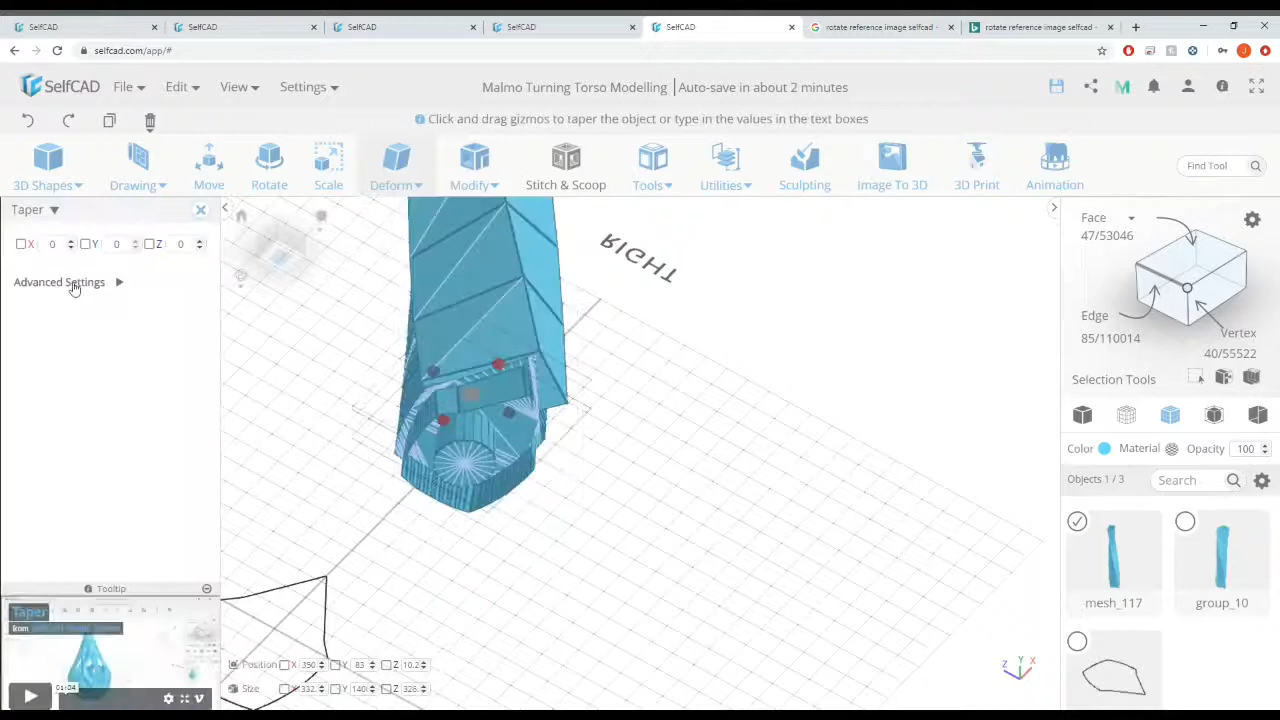 SelfCAD
SelfCAD
SelfCAD
SelfCAD
SelfCAD
rotate reference image selfcad -
rotate reference image selfcad -
selfcad.com/app/#
SelfCAD
File
Edit
View
Settings
Malmo Turning Torso Modelling Auto-save in about 2 minutes
Click and drag gizmos to taper the object or type in the values in the text boxes
3D Shapes
Drawing
Move
Rotate
Scale
Deform
Modify
Stitch & Scoop
Tools
Utilities
Sculpting
Image To 3D
3D Print
Animation
Find Tool
Taper
X 0 Y 0 Z 0
Advanced Settings
RIGHT
Face
47/53046
Edge
85/110014
Vertex
40/55522
Selection Tools
Color Material Opacity 100
Objects 1 / 3
Search
mesh_117
group_10
Tooltip
Taper
01:04
Position X 350 Y 83 Z 10.2
Size X 332 Y 140 Z 326.
Z Y X